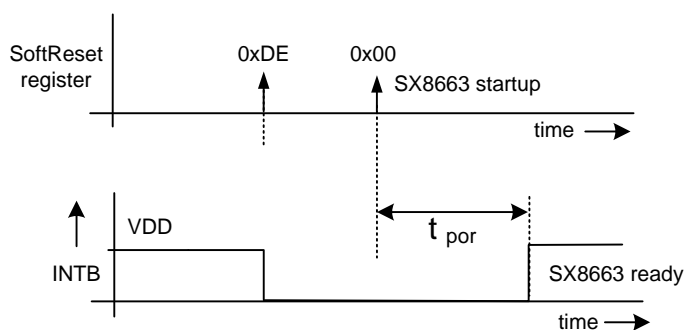 SoftReset
register
0xDE
0x00
SX8663 startup
time
VDD
t por
INTB
SX8663 ready
time